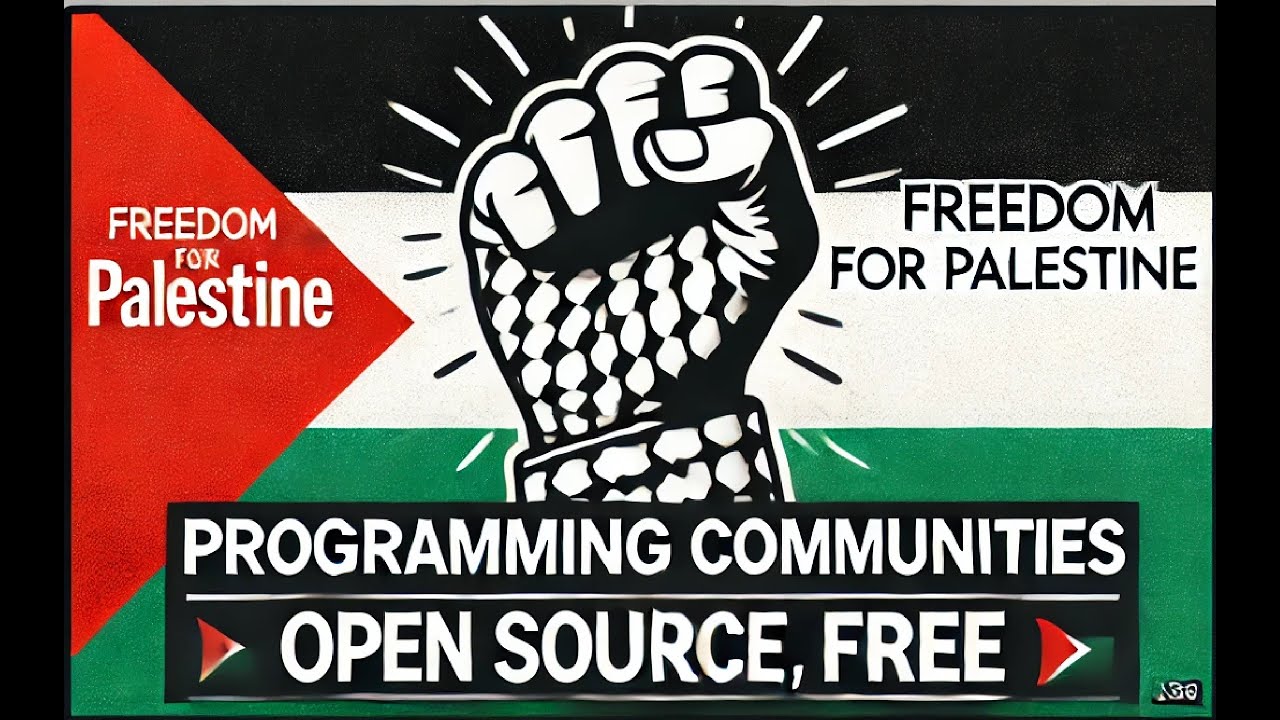 FREEDOM
FOR
Palestine
FREEDOM
FOR PALESTINE
PROGRAMMING COMMUNITIES
OPEN SOURCE, FREE